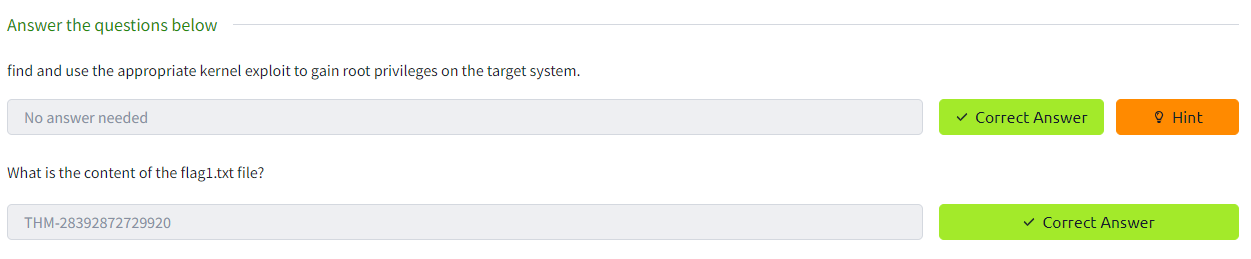 Answer the questions below
find and use the appropriate kernel exploit to gain root privileges on the target system.
No answer needed
Correct Answer
Hint
What is the content of the flag1.txt file?
THM-28392872729920
Correct Answer